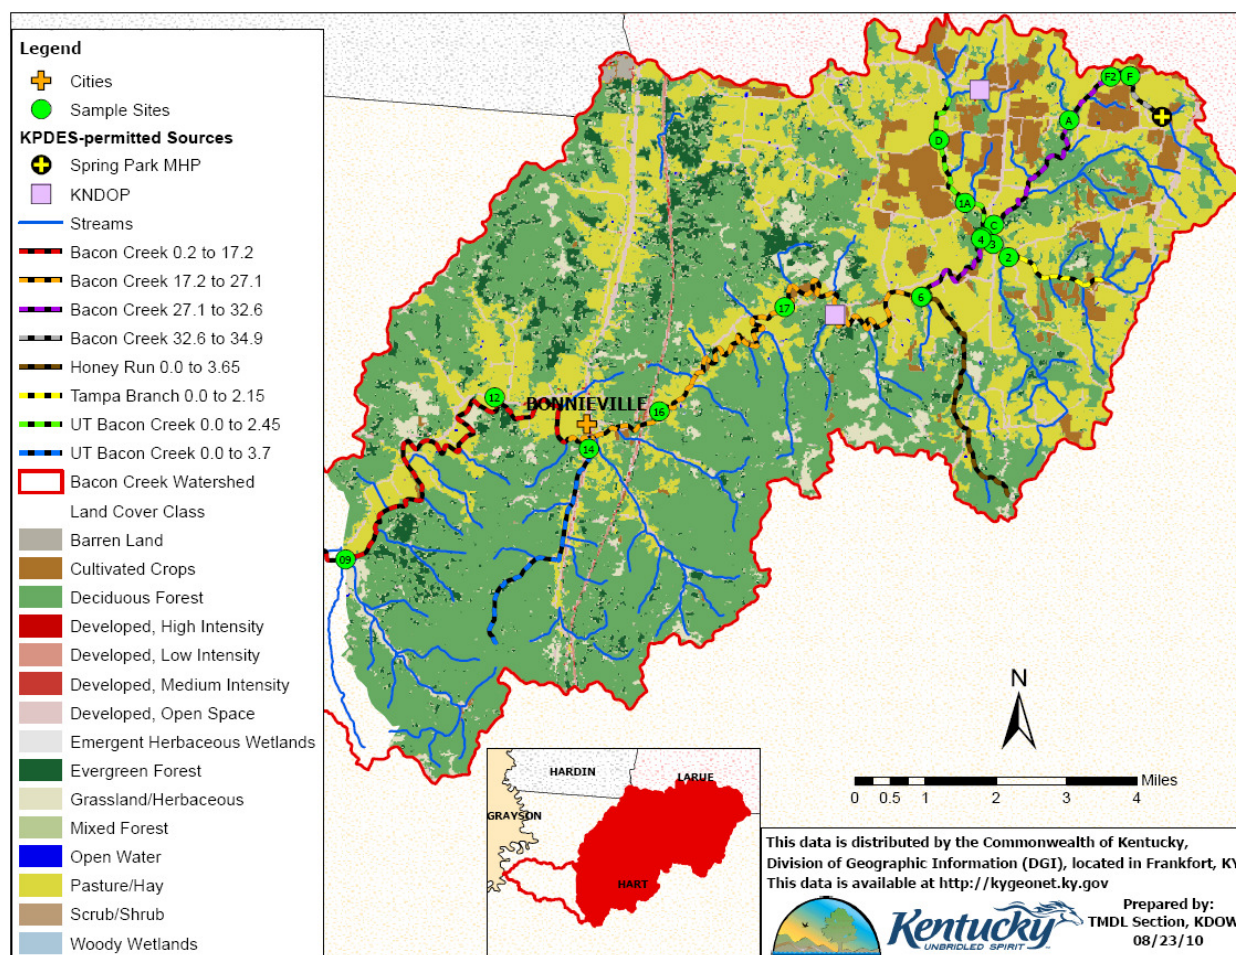 Legend
Cities
Sample Sites
KPDES-permitted Sources
Spring Park MHP
KNDOP
Streams
Bacon Creek 0.2 to 17.2
Bacon Creek 17.2 to 27.1
Bacon Creek 27.1 to 32.6
Bacon Creek 32.6 to 34.9
Honey Run 0.0 to 3.65
Tampa Branch 0.0 to 2.15
UT Bacon Creek 0.0 to 2.45
UT Bacon Creek 0.0 to 3.7
Bacon Creek Watershed
Land Cover Class
Barren Land
Cultivated Crops
Deciduous Forest
Developed, High Intensity
Developed, Low Intensity
Developed, Medium Intensity
Developed, Open Space
Emergent Herbaceous Wetlands
Evergreen Forest
Grassland/Herbaceous
Mixed Forest
Open Water
Pasture/Hay
Scrub/Shrub
Woody Wetlands
F2
F
A
D
1A
C
4
3
2
6
17
12
BONNIEVILLE
16
14
09
N
Miles
0 0.5 1 2 3 4
HARDIN
LARUE
GRAYSON
HART
This data is distributed by the Commonwealth of Kentucky,
Division of Geographic Information (DGI), located in Frankfort, KY
This data is available at http://kygeonet.ky.gov
Kentucky
UNBRIDLED SPIRIT
Prepared by:
TMDL Section, KDOW
08/23/10